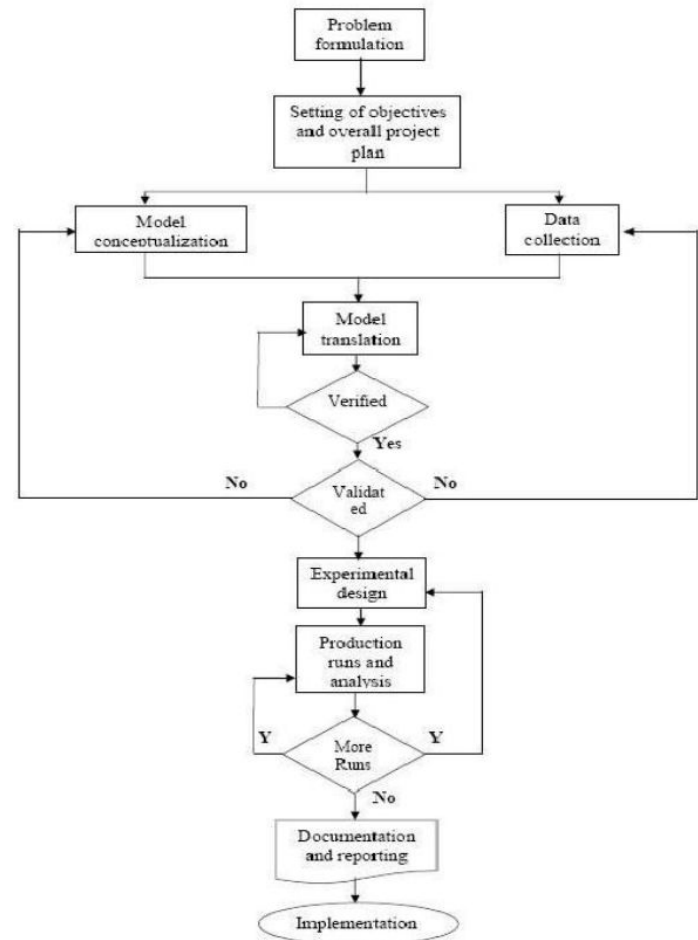 Problem
formulation
Setting of objectives
and overall project
plan
Model
conceptualization
Data
collection
Model
translation
Verified
Yes
No
Validat
ed
No
Experimental
design
Production
runs and
analysis
Y
More
Runs
Y
No
Documentation
and reporting
Implementation